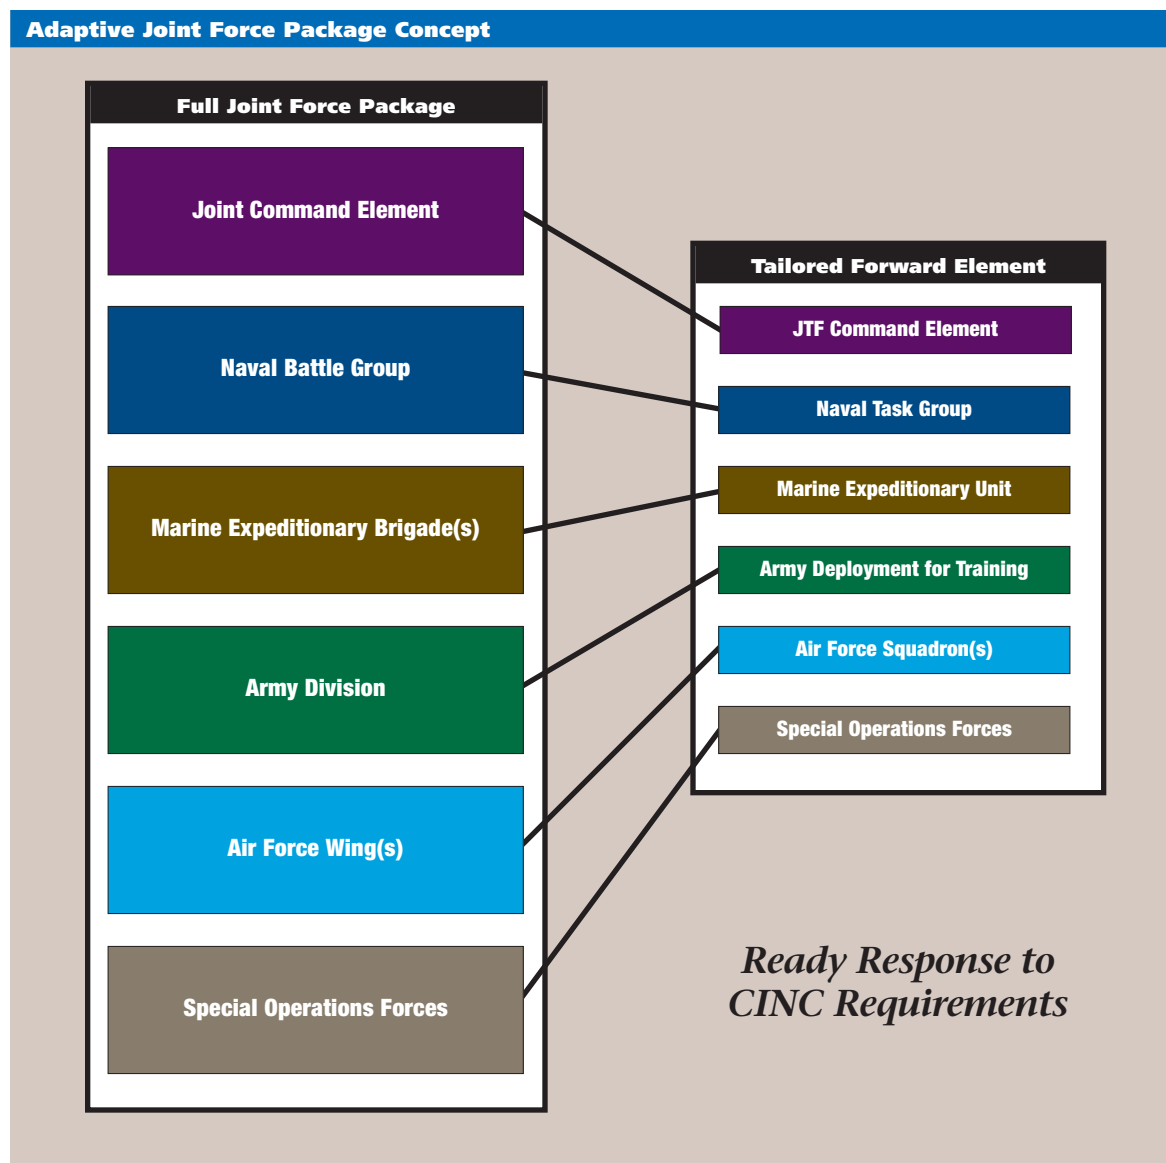 Adaptive Joint Force Package Concept
Full Joint Force Package
Joint Command Element
Naval Battle Group
Marine Expeditionary Brigade(s)
Army Division
Air Force Wing(s)
Special Operations Forces
Tailored Forward Element
JTF Command Element
Naval Task Group
Marine Expeditionary Unit
Army Deployment for Training
Air Force Squadron(s)
Special Operations Forces
Ready Response to
CINC Requirements